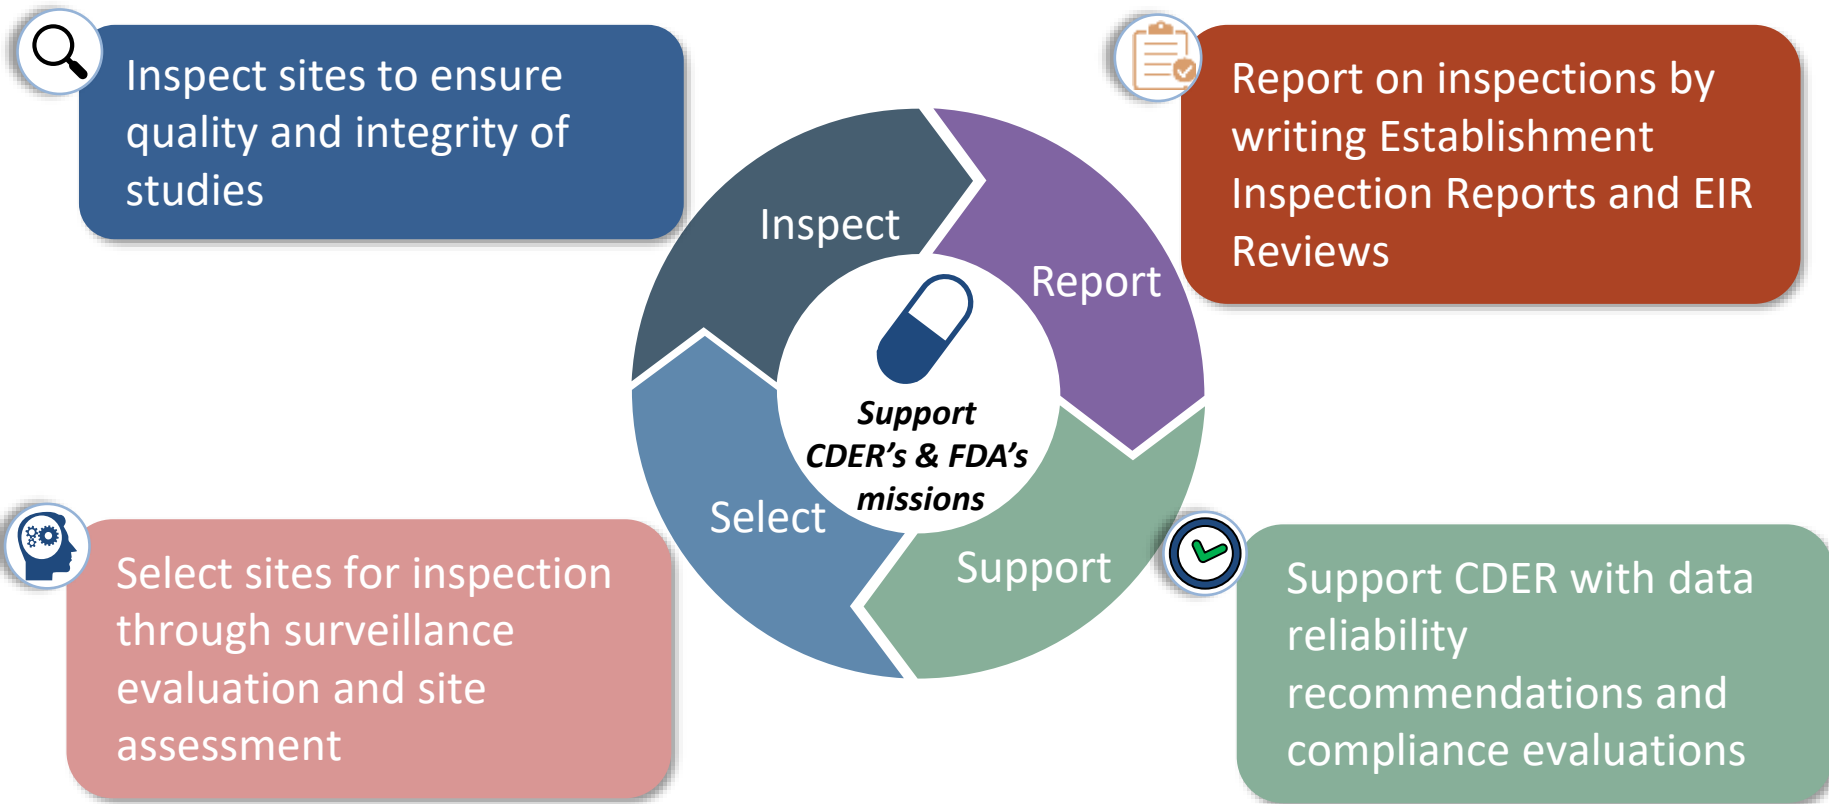 Inspect sites to ensure
quality and integrity of
studies
Report on inspections by
writing Establishment
Inspection Reports and EIR
Reviews
Inspect
Report
Support
CDER's & FDA's
missions
Select
Support
Select sites for inspection
through surveillance
evaluation and site
assessment
Support CDER with data
reliability
recommendations and
compliance evaluations